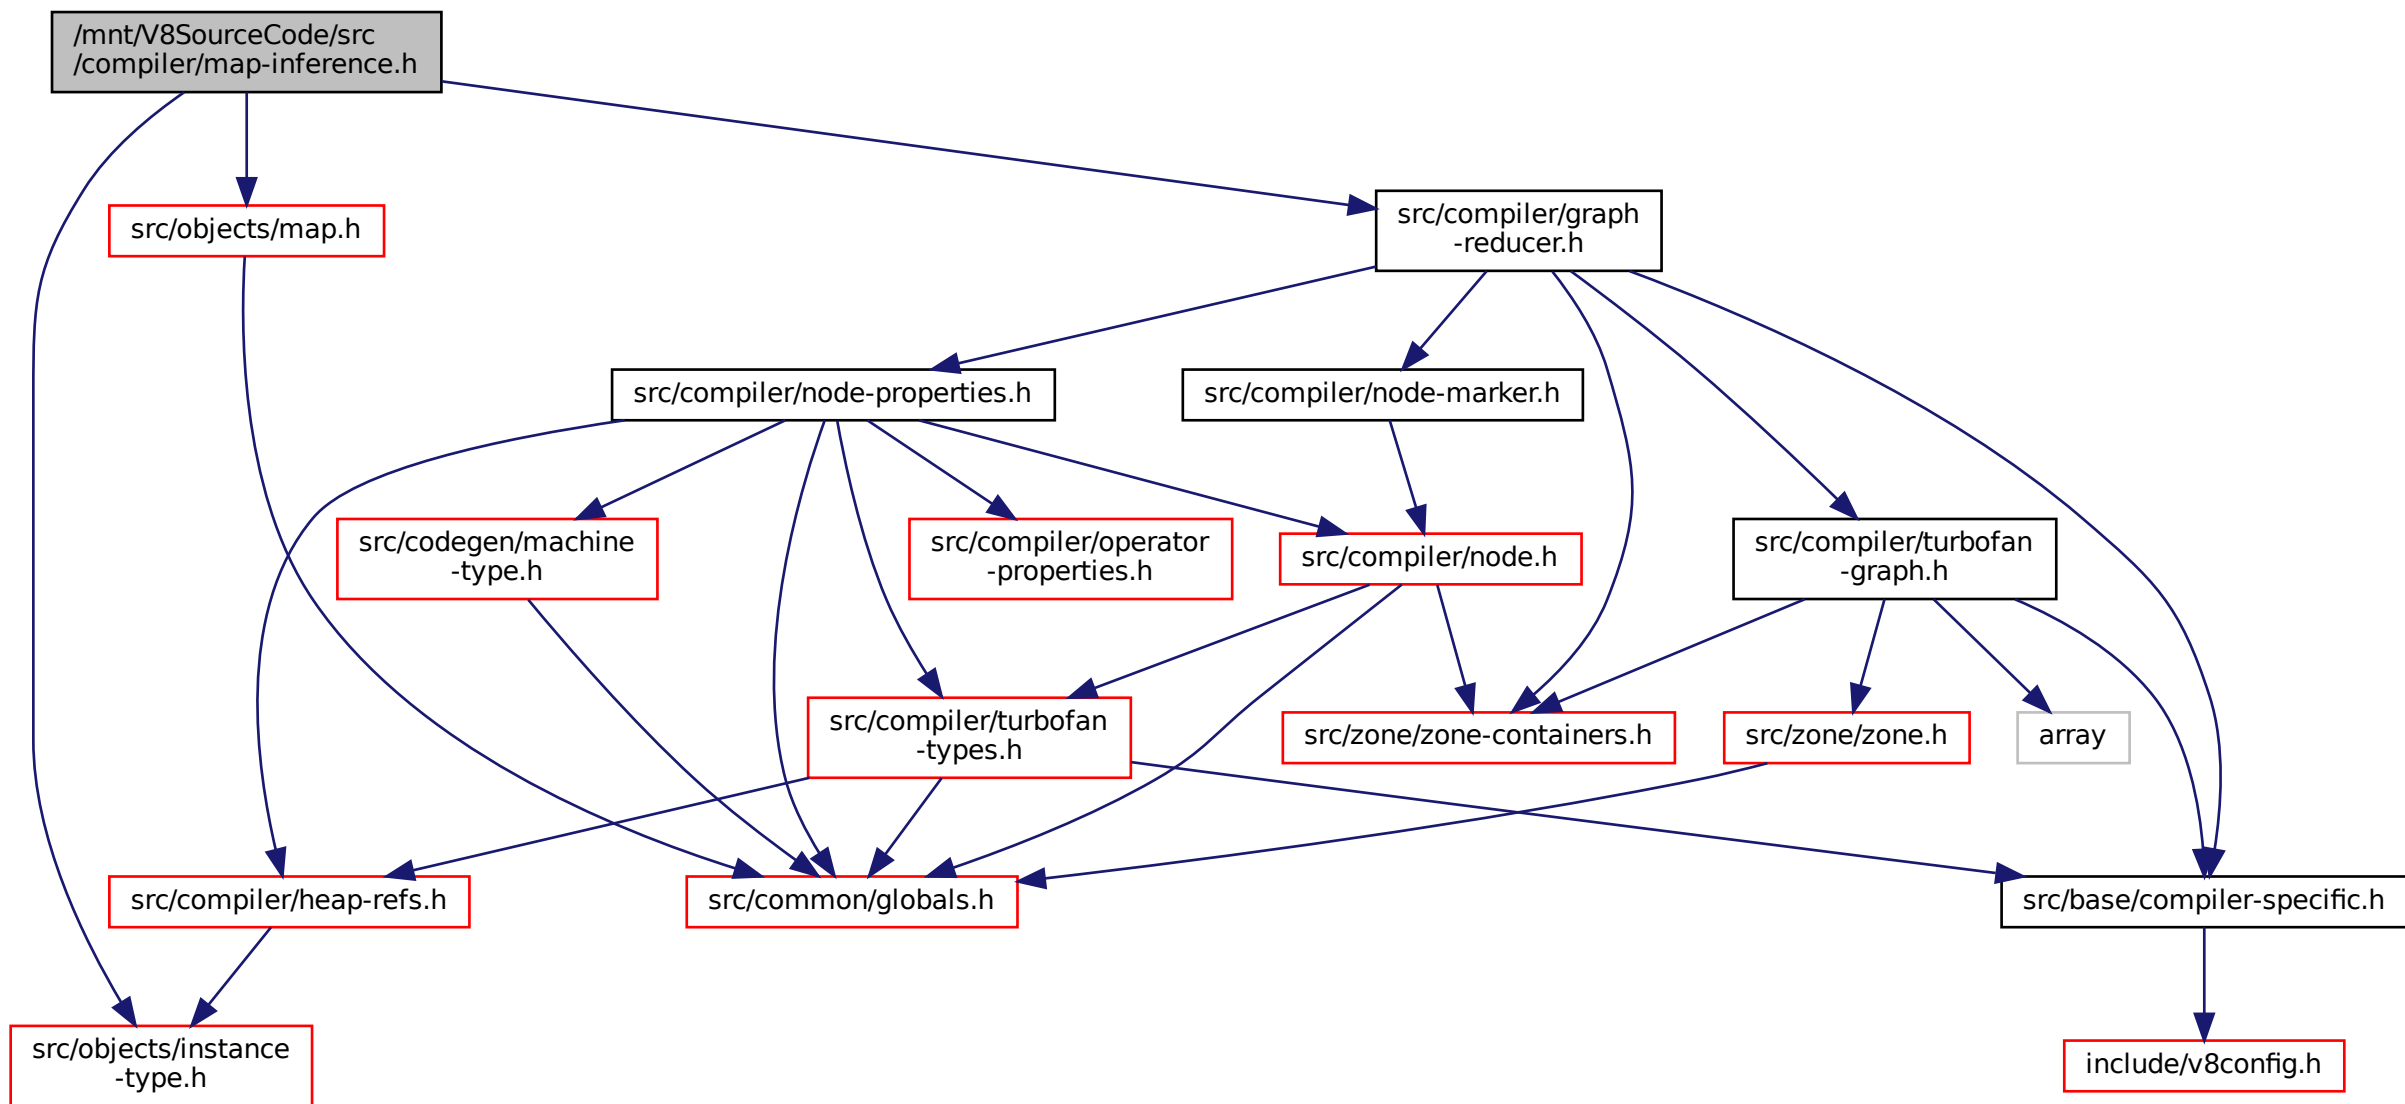 /mnt/V8SourceCode/src
/compiler/map-inference.h
src/objects/map.h
src/compiler/graph
-reducer.h
src/compiler/node-properties.h
src/compiler/node-marker.h
src/codegen/machine
-type.h
src/compiler/operator
-properties.h
src/compiler/node.h
src/compiler/turbofan
-graph.h
src/compiler/turbofan
-types.h
src/zone/zone-containers.h
src/zone/zone.h
array
src/compiler/heap-refs.h
src/common/globals.h
src/base/compiler-specific.h
src/objects/instance
-type.h
include/v8config.h